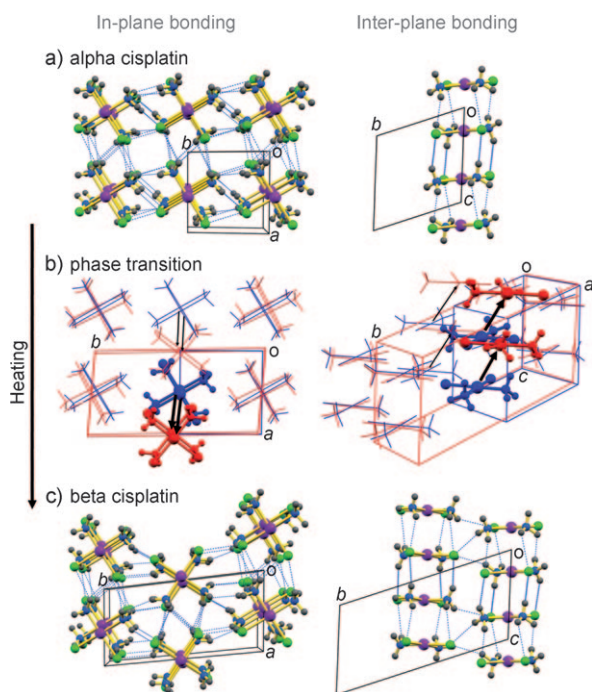 In-plane bonding
Inter-plane bonding
a) alpha cisplatin
b
o
a
b
o
c
Heating
b) phase transition
b
o
a
b
o
a
c
c) beta cisplatin
b
o
a
b
o
c